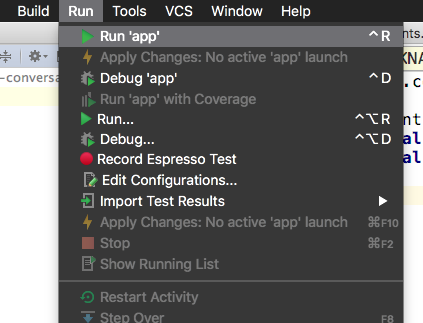 Build Run Tools VCS Window Help
Run 'app' ^R
Apply Changes: No active 'app' launch
Debug 'app' ^D
Run 'app' with Coverage
Run... ^⌥R
Debug... ^⌥D
Record Espresso Test
Edit Configurations...
Import Test Results
Apply Changes: No active 'app' launch ⌘F10
Stop ⌘F2
Show Running List
Restart Activity
Step Over F8